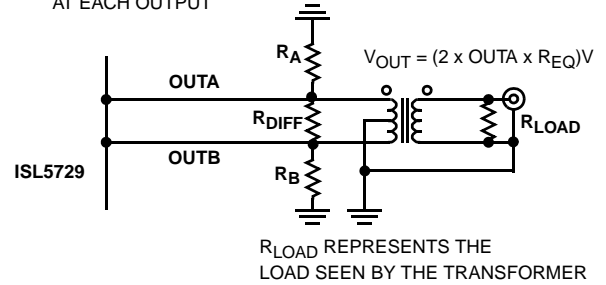 AT EACH OUTPUT
RA
VOUT = (2 x OUTA x REQ)V
OUTA
RDIFF
RLOAD
OUTB
ISL5729
RB
RLOAD REPRESENTS THE
LOAD SEEN BY THE TRANSFORMER